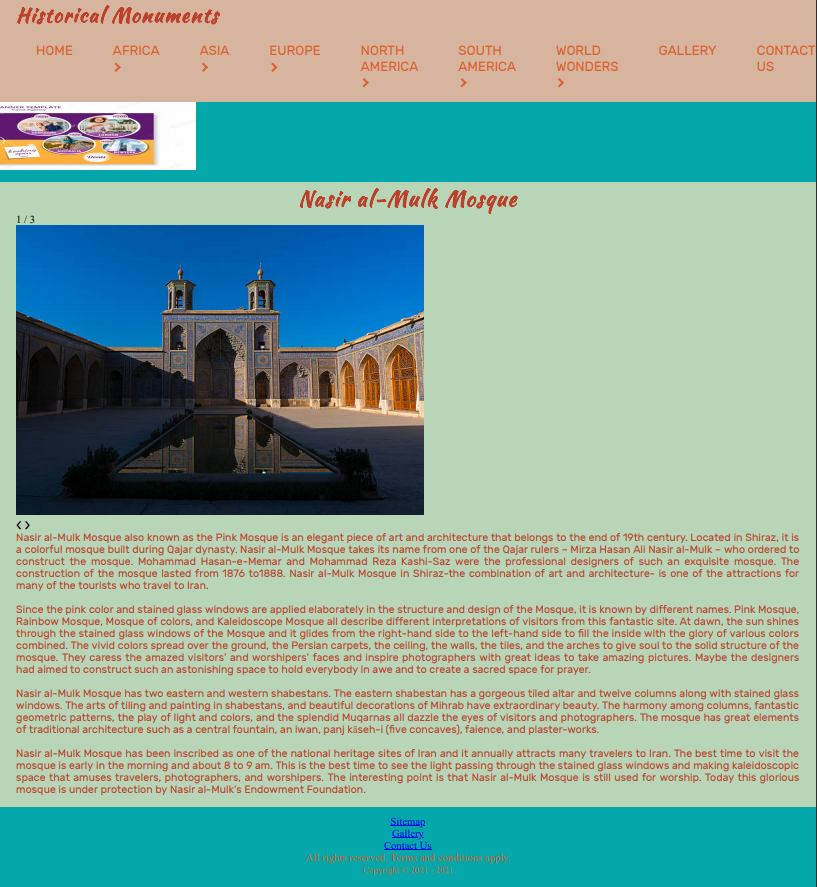 Historical Monuments
HOME
AFRICA
ASIA
EUROPE
NORTH
AMERICA
SOUTH
AMERICA
WORLD
WONDERS
GALLERY
CONTACT
US
ANNER TEMPLATE
Travel Agency
Nasir al-Mulk Mosque
1 / 3
Nasir al-Mulk Mosque also known as the Pink Mosque is an elegant piece of art and architecture that belongs to the end of 19th century. Located in Shiraz, it is
a colorful mosque built during Qajar dynasty. Nasir al-Mulk Mosque takes its name from one of the Qajar rulers – Mirza Hasan Ali Nasir al-Mulk – who ordered to
construct the mosque. Mohammad Hasan-e-Memar and Mohammad Reza Kashi-Saz were the professional designers of such an exquisite mosque. The
construction of the mosque lasted from 1876 to1888. Nasir al-Mulk Mosque in Shiraz-the combination of art and architecture- is one of the attractions for
many of the tourists who travel to Iran.
Since the pink color and stained glass windows are applied elaborately in the structure and design of the Mosque, it is known by different names. Pink Mosque,
Rainbow Mosque, Mosque of colors, and Kaleidoscope Mosque all describe different interpretations of visitors from this fantastic site. At dawn, the sun shines
through the stained glass windows of the Mosque and it glides from the right-hand side to the left-hand side to fill the inside with the glory of various colors
combined. The vivid colors spread over the ground, the Persian carpets, the ceiling, the walls, the tiles, and the arches to give soul to the solid structure of the
mosque. They caress the amazed visitors' and worshipers' faces and inspire photographers with great ideas to take amazing pictures. Maybe the designers
had aimed to construct such an astonishing space to hold everybody in awe and to create a sacred space for prayer.
Nasir al-Mulk Mosque has two eastern and western shabestans. The eastern shabestan has a gorgeous tiled altar and twelve columns along with stained glass
windows. The arts of tiling and painting in shabestans, and beautiful decorations of Mihrab have extraordinary beauty. The harmony among columns, fantastic
geometric patterns, the play of light and colors, and the splendid Muqarnas all dazzle the eyes of visitors and photographers. The mosque has great elements
of traditional architecture such as a central fountain, an iwan, panj kāseh-i (five concaves), faience, and plaster-works.
Nasir al-Mulk Mosque has been inscribed as one of the national heritage sites of Iran and it annually attracts many travelers to Iran. The best time to visit the
mosque is early in the morning and about 8 to 9 am. This is the best time to see the light passing through the stained glass windows and making kaleidoscopic
space that amuses travelers, photographers, and worshipers. The interesting point is that Nasir al-Mulk Mosque is still used for worship. Today this glorious
mosque is under protection by Nasir al-Mulk's Endowment Foundation.
Sitemap
Gallery
Contact Us
All rights reserved. Terms and conditions apply.
Copyright © 2021 - 2031